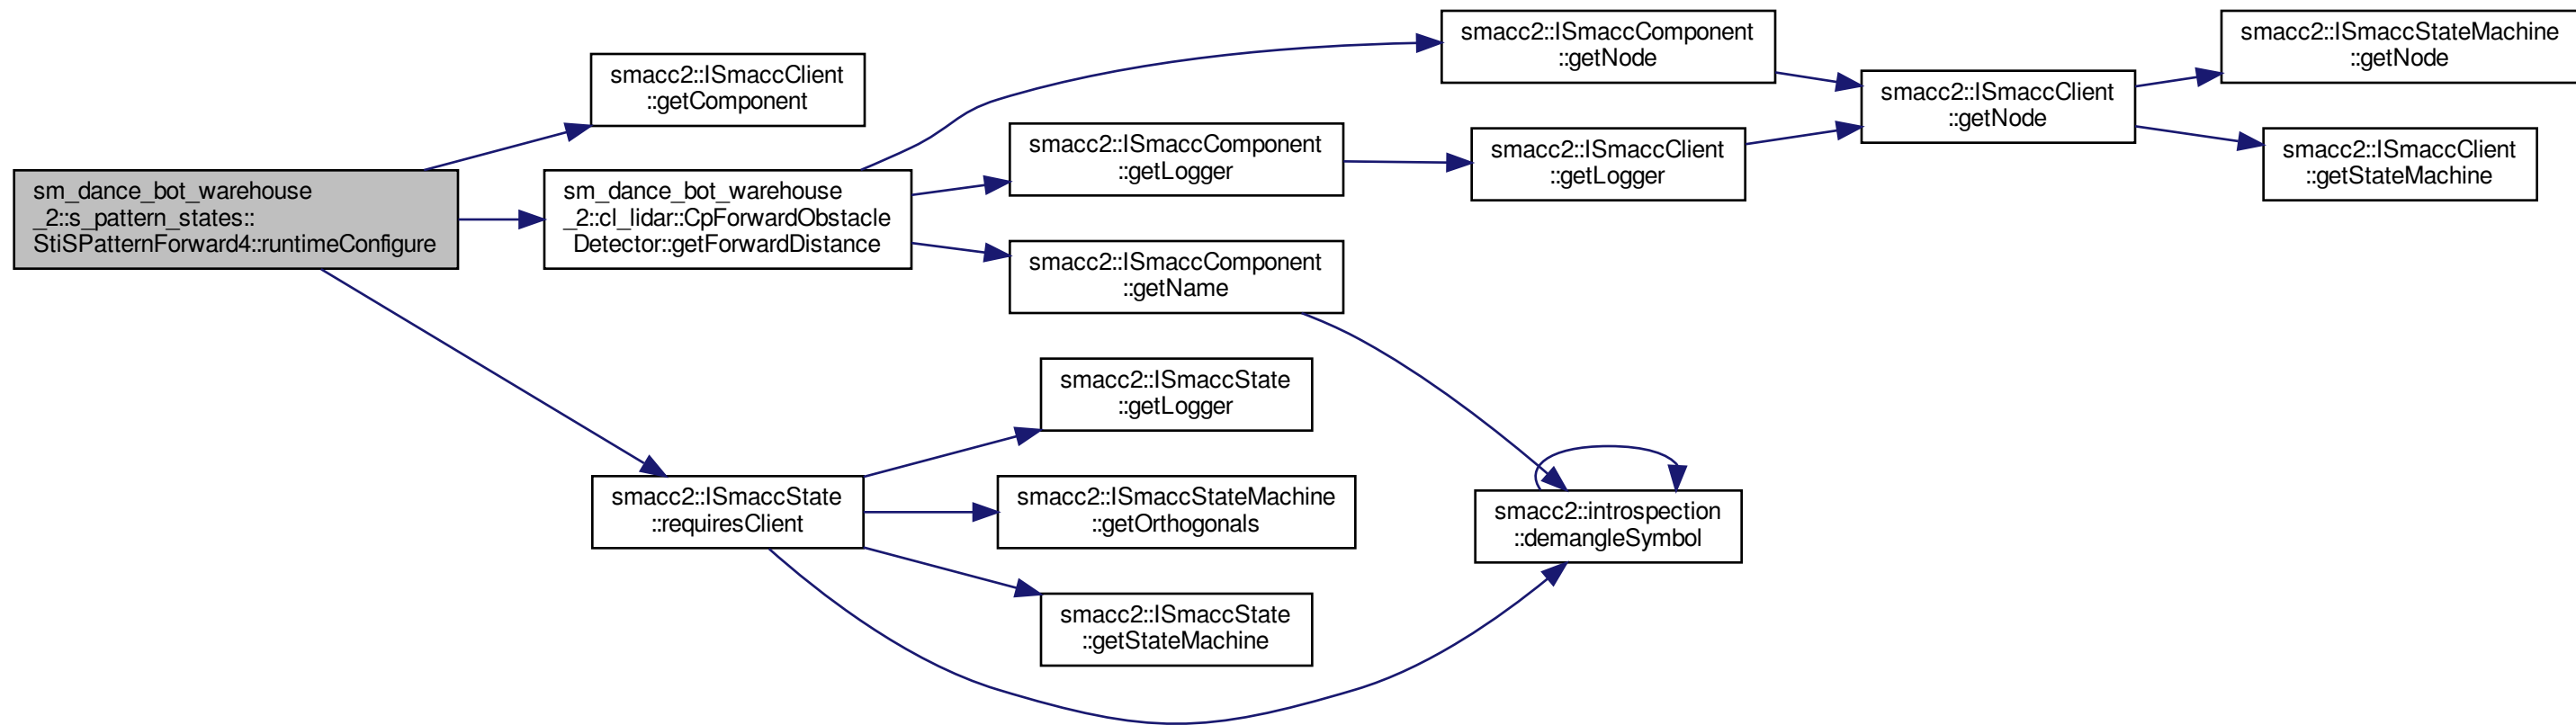 sm_dance_bot_warehouse
_2::s_pattern_states::
StiSPatternForward4::runtimeConfigure
smacc2::ISmaccClient
::getComponent
sm_dance_bot_warehouse
_2::cl_lidar::CpForwardObstacle
Detector::getForwardDistance
smacc2::ISmaccComponent
::getNode
smacc2::ISmaccComponent
::getLogger
smacc2::ISmaccComponent
::getName
smacc2::ISmaccClient
::getLogger
smacc2::ISmaccClient
::getNode
smacc2::ISmaccStateMachine
::getNode
smacc2::ISmaccClient
::getStateMachine
smacc2::ISmaccState
::requiresClient
smacc2::ISmaccState
::getLogger
smacc2::ISmaccStateMachine
::getOrthogonals
smacc2::ISmaccState
::getStateMachine
smacc2::introspection
::demangleSymbol